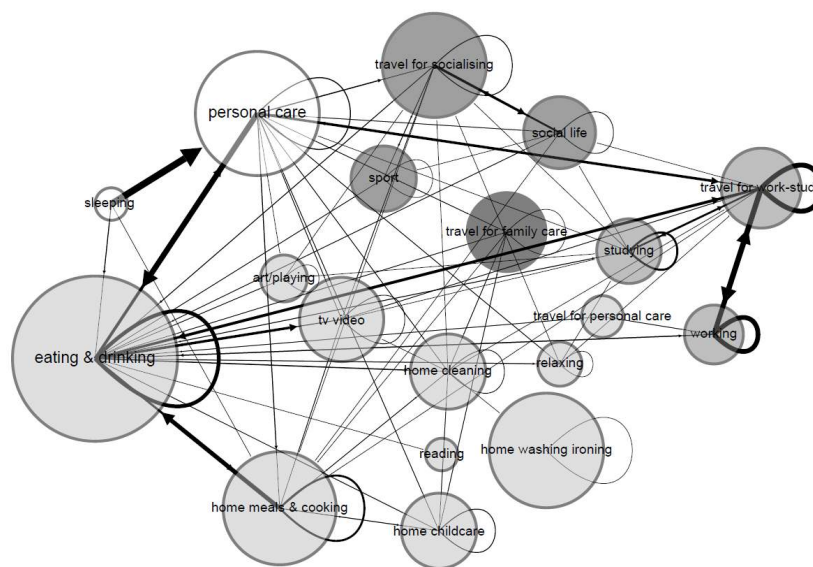 travel for socialising
personal care
social life
sport
travel for work-stud
sleeping
travel for family care
studying
art/playing
tv video
travel for personal care
working
eating & drinking
home cleaning
relaxing
reading
home washing ironing
home meals & cooking
home childcare